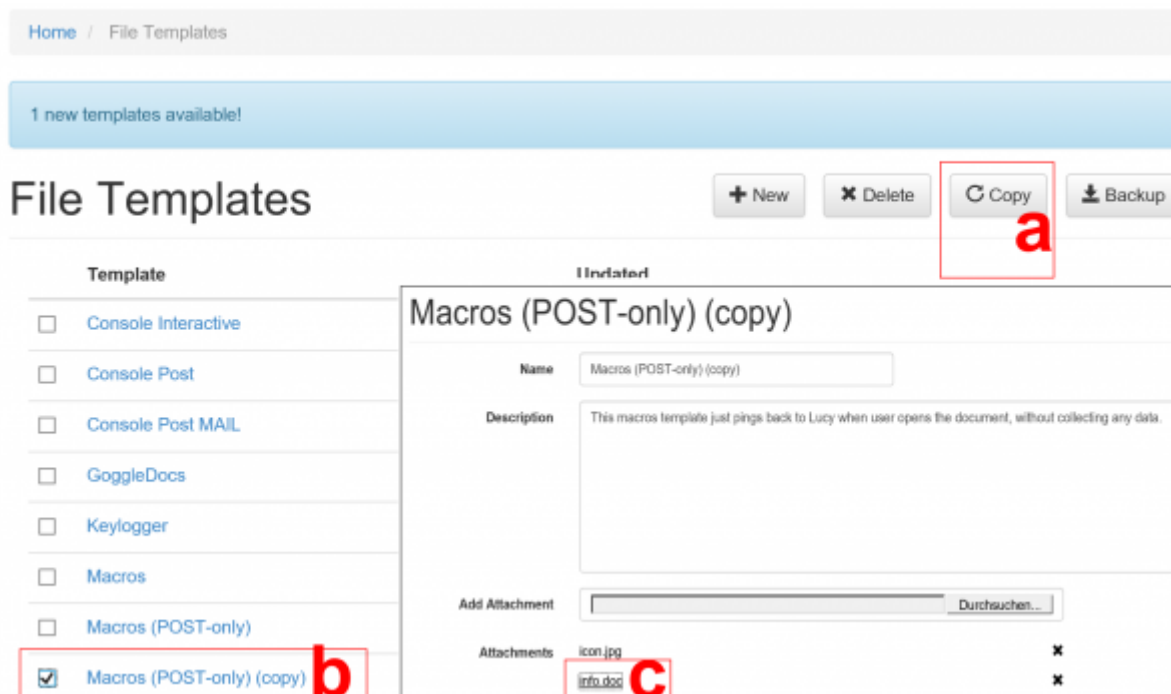 Home / File Templates
1 new templates available!
File Templates
New
Delete
Copy
Backup
a
Template
Updated
Console Interactive
Console Post
Console Post MAIL
GoggleDocs
Keylogger
Macros
Macros (POST-only)
Macros (POST-only) (copy)
b
Macros (POST-only) (copy)
Name
Macros (POST-only) (copy)
Description
This macros template just pings back to Lucy when user opens the document, without collecting any data.
Add Attachment
Durchsuchen...
Attachments
icon.jpg
info.doc
c